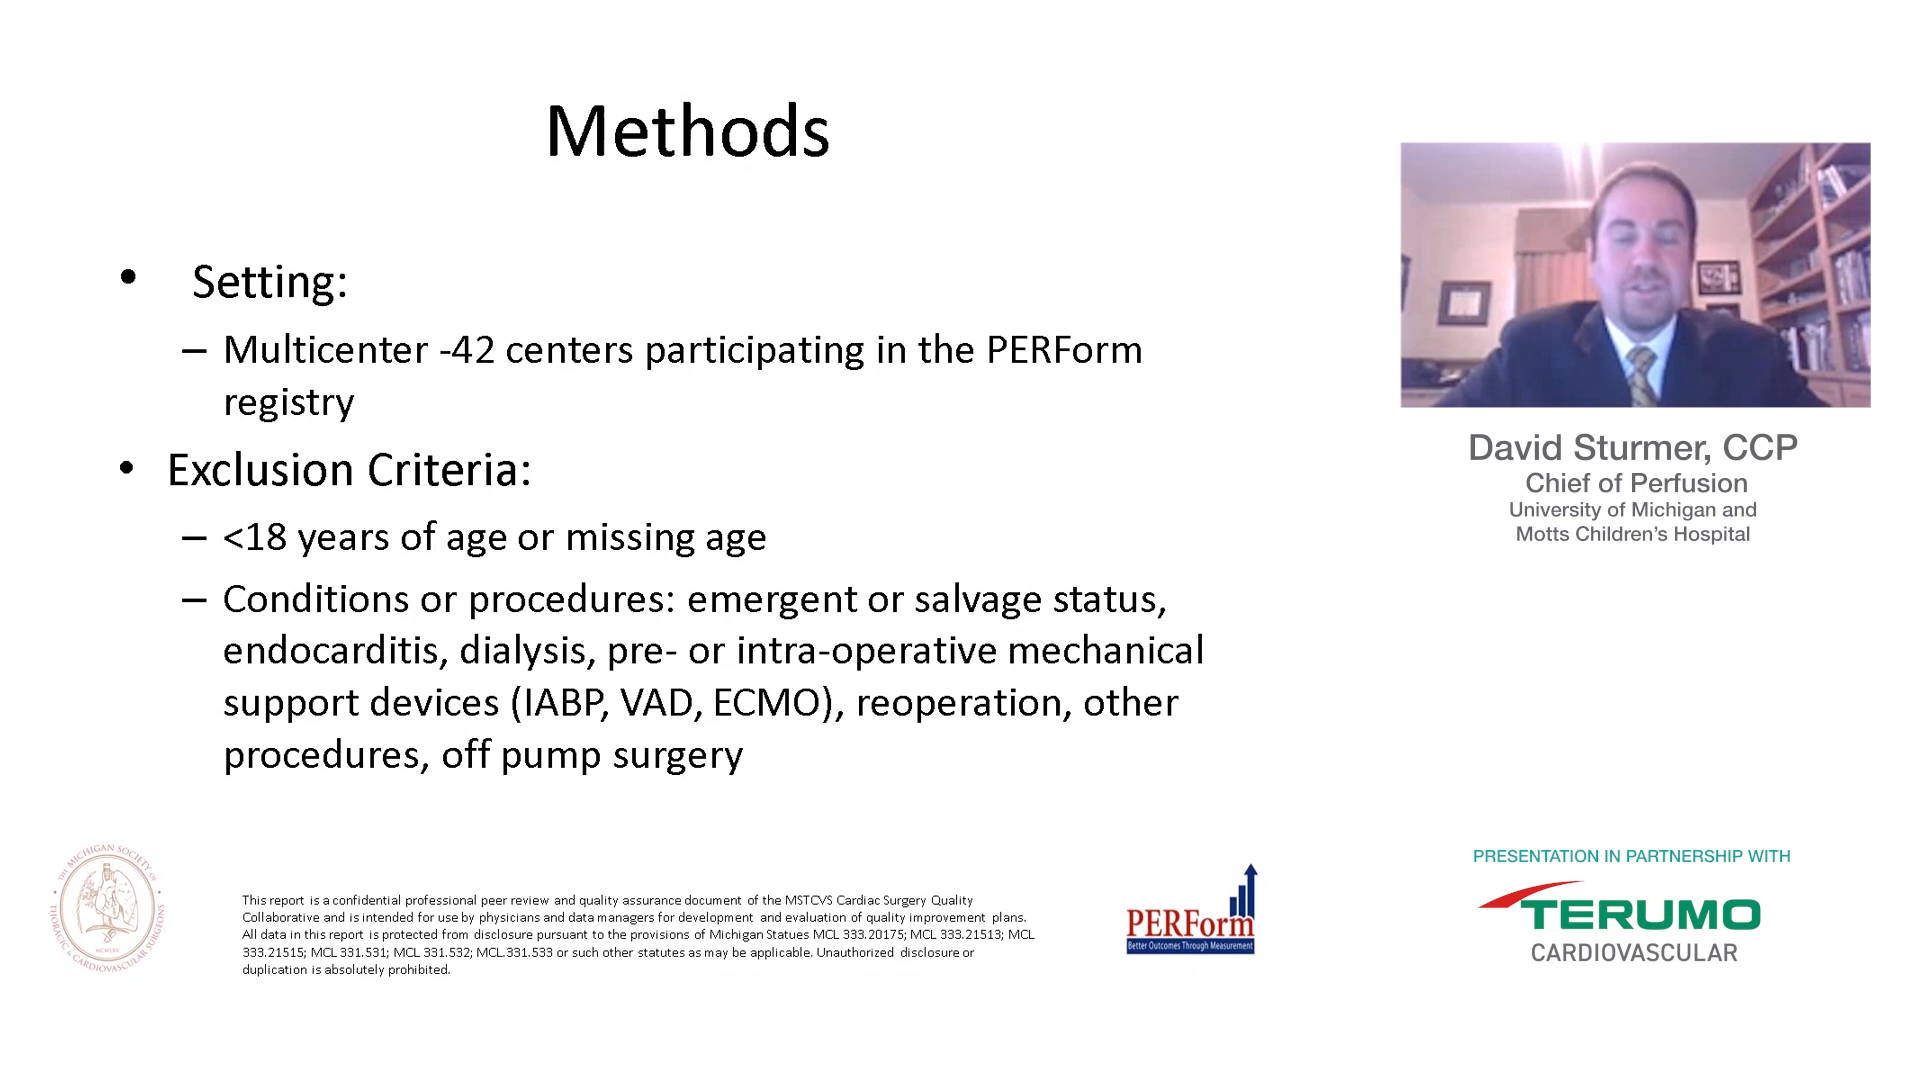 Methods
• Setting:
– Multicenter -42 centers participating in the PERForm
registry
• Exclusion Criteria:
– <18 years of age or missing age
– Conditions or procedures: emergent or salvage status,
endocarditis, dialysis, pre- or intra-operative mechanical
support devices (IABP, VAD, ECMO), reoperation, other
procedures, off pump surgery
David Sturmer, CCP
Chief of Perfusion
University of Michigan and
Motts Children's Hospital
THE MICHIGAN SOCIETY OF
THORACIC & CARDIOVASCULAR SURGEONS
This report is a confidential professional peer review and quality assurance document of the MSTCVS Cardiac Surgery Quality
Collaborative and is intended for use by physicians and data managers for development and evaluation of quality improvement plans.
All data in this report is protected from disclosure pursuant to the provisions of Michigan Statues MCL 333.20175; MCL 333.21513; MCL
333.21515; MCL 331.531; MCL 331.532; MCL.331.533 or such other statutes as may be applicable. Unauthorized disclosure or
duplication is absolutely prohibited.
PERForm
Better Outcomes Through Measurement
PRESENTATION IN PARTNERSHIP WITH
TERUMO
CARDIOVASCULAR